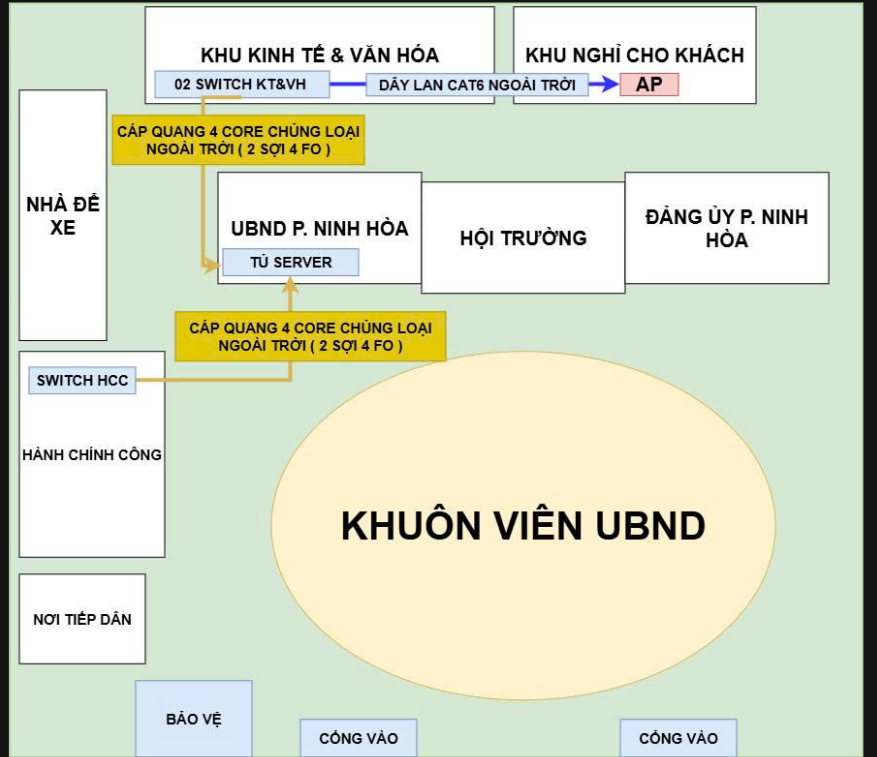 KHU KINH TẾ & VĂN HÓA
KHU NGHỈ CHO KHÁCH
02 SWITCH KT&VH
DÂY LAN CAT6 NGOÀI TRỜI
AP
CÁP QUANG 4 CORE CHỦNG LOẠI
NGOÀI TRỜI ( 2 SỢI 4 FO )
NHÀ ĐỂ
XE
UBND P. NINH HÒA
HỘI TRƯỜNG
ĐẢNG ỦY P. NINH
HÒA
TỦ SERVER
CÁP QUANG 4 CORE CHỦNG LOẠI
NGOÀI TRỜI ( 2 SỢI 4 FO )
SWITCH HCC
HÀNH CHÍNH CÔNG
KHUÔN VIÊN UBND
NƠI TIẾP DÂN
BẢO VỆ
CỔNG VÀO
CỔNG VÀO